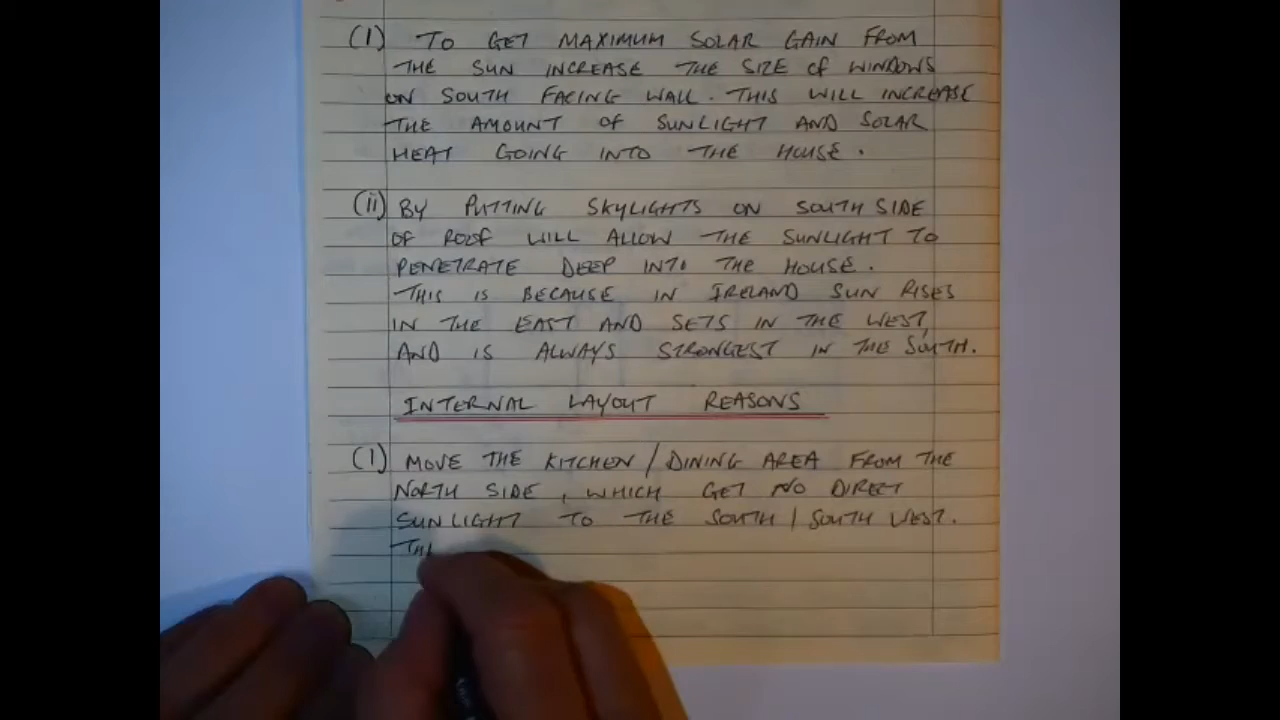 (I) TO GET MAXIMUM SOLAR GAIN FROM
THE SUN INCREASE THE SIZE OF WINDOWS
ON SOUTH FACING WALL. THIS WILL INCREASE
THE AMOUNT OF SUNLIGHT AND SOLAR
HEAT GOING INTO THE HOUSE.
(ii) BY PUTTING SKYLIGHTS ON SOUTH SIDE
OF ROOF WILL ALLOW THE SUNLIGHT TO
PENETRATE DEEP INTO THE HOUSE.
THIS IS BECAUSE IN IRELAND SUN RISES
IN THE EAST AND SETS IN THE WEST,
AND IS ALWAYS STRONGEST IN THE SOUTH.
INTERNAL LAYOUT REASONS
(I) MOVE THE KITCHEN / DINING AREA FROM THE
NORTH SIDE, WHICH GET NO DIRECT
SUNLIGHT TO THE SOUTH / SOUTH WEST.